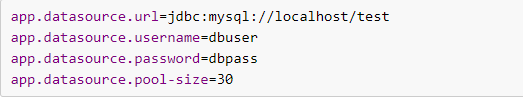 app.datasource.url=jdbc:mysql://localhost/test
app.datasource.username=dbuser
app.datasource.password=dbpass
app.datasource.pool-size=30